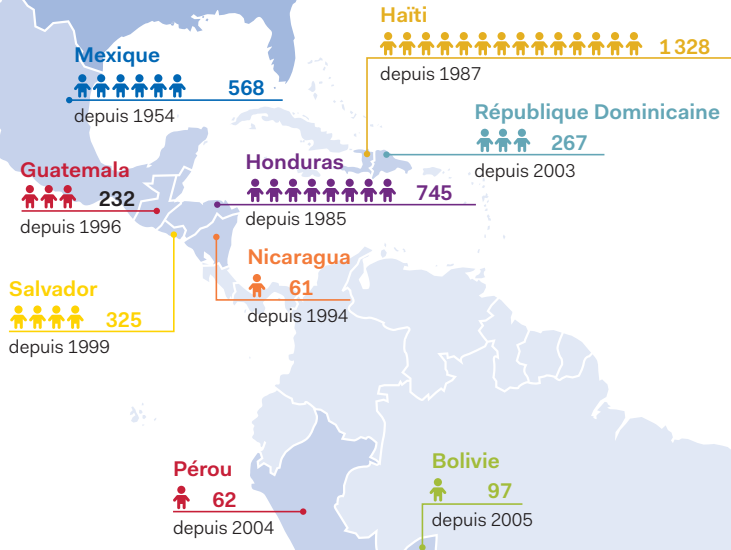 Haïti
1 328
depuis 1987
Mexique
568
depuis 1954
République Dominicaine
267
depuis 2003
Guatemala
232
depuis 1996
Honduras
745
depuis 1985
Nicaragua
61
depuis 1994
Salvador
325
depuis 1999
Pérou
62
depuis 2004
Bolivie
97
depuis 2005